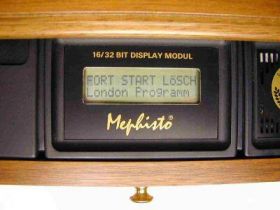 16/32 BIT DISPLAY MODUL
FORT START LöSCH
London Programm
Mephisto®